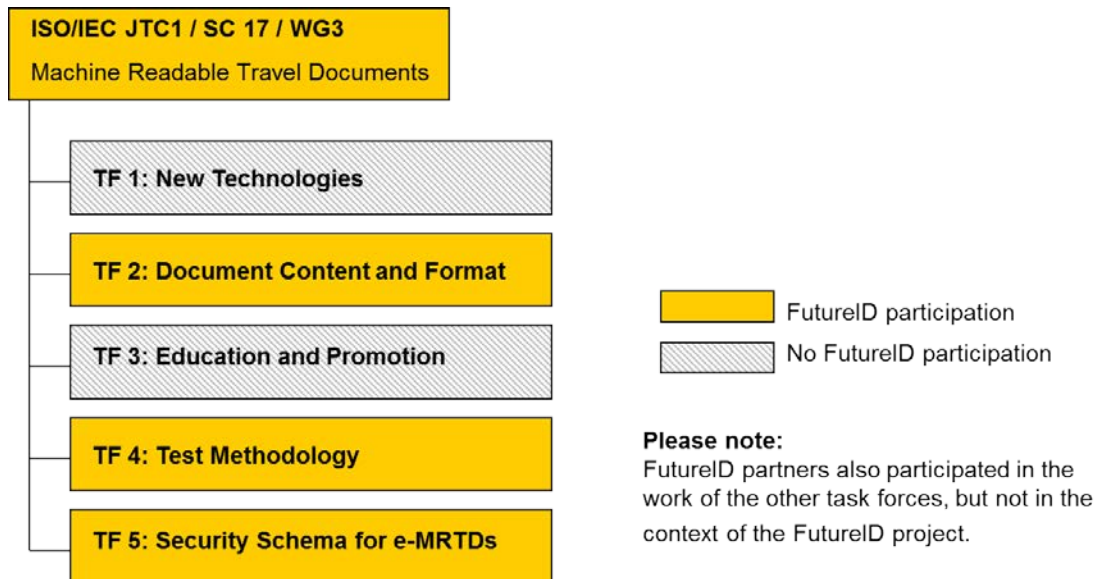 ISO/IEC JTC1 / SC 17 / WG3
Machine Readable Travel Documents
TF 1: New Technologies
TF 2: Document Content and Format
TF 3: Education and Promotion
TF 4: Test Methodology
TF 5: Security Schema for e-MRTDs
FutureID participation
No FutureID participation
Please note:
FutureID partners also participated in the
work of the other task forces, but not in the
context of the FutureID project.